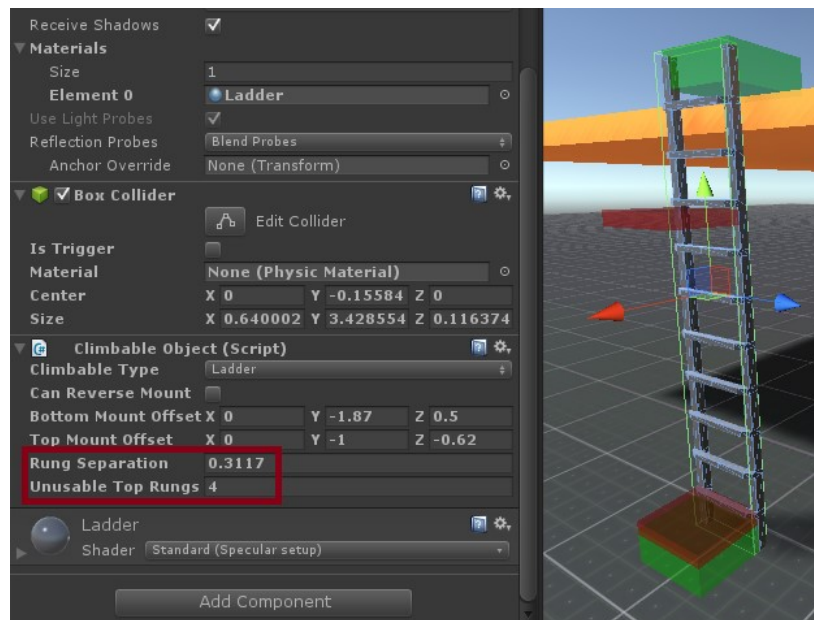 Receive Shadows
Materials
Size 1
Element 0 Ladder
Use Light Probes
Reflection Probes Blend Probes
Anchor Override None (Transform)
Box Collider
Edit Collider
Is Trigger
Material None (Physic Material)
Center X 0 Y -0.15584 Z 0
Size X 0.640002 Y 3.428554 Z 0.116374
Climbable Object (Script)
Climbable Type Ladder
Can Reverse Mount
Bottom Mount Offset X 0 Y -1.87 Z 0.5
Top Mount Offset X 0 Y -1 Z -0.62
Rung Separation 0.3117
Unusable Top Rungs 4
Ladder
Shader Standard (Specular setup)
Add Component